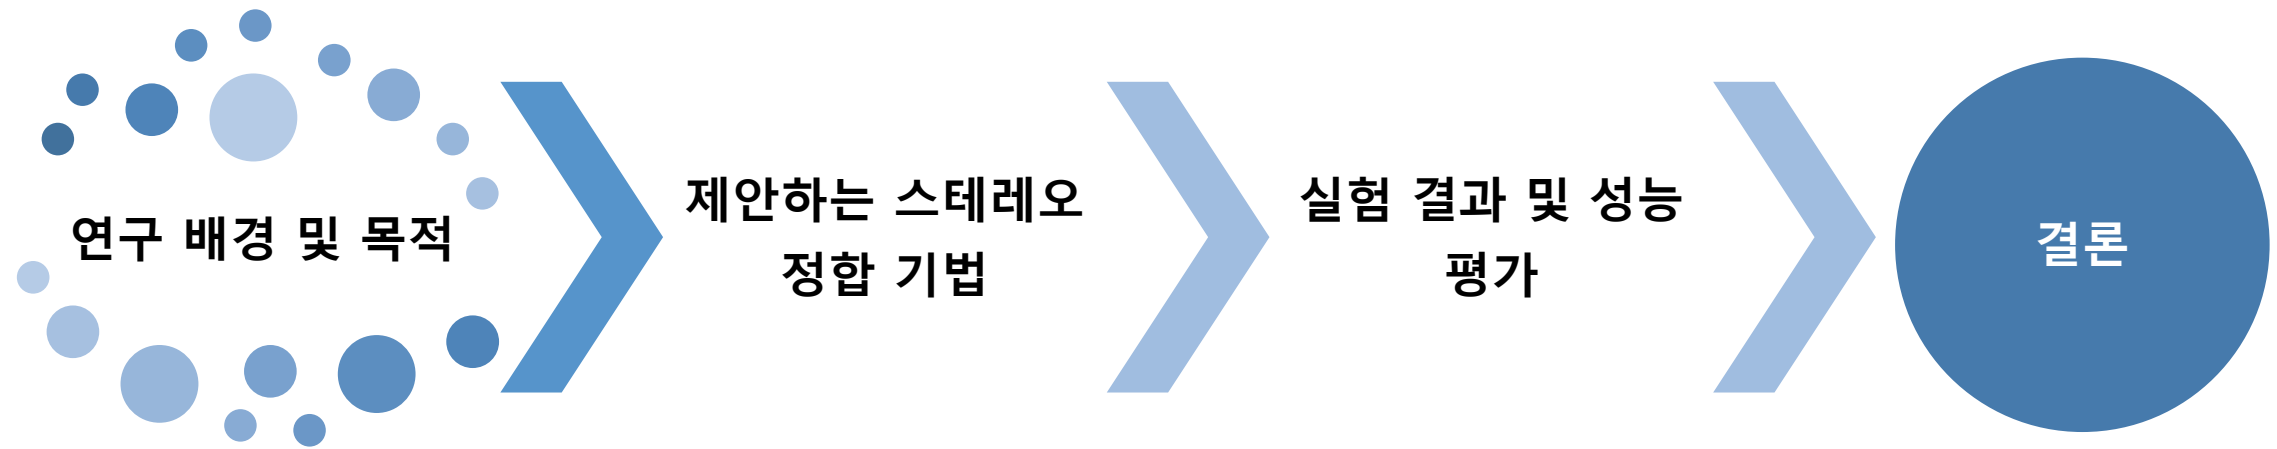 연구 배경 및 목적
제안하는 스테레오
정합 기법
실험 결과 및 성능
평가
결론